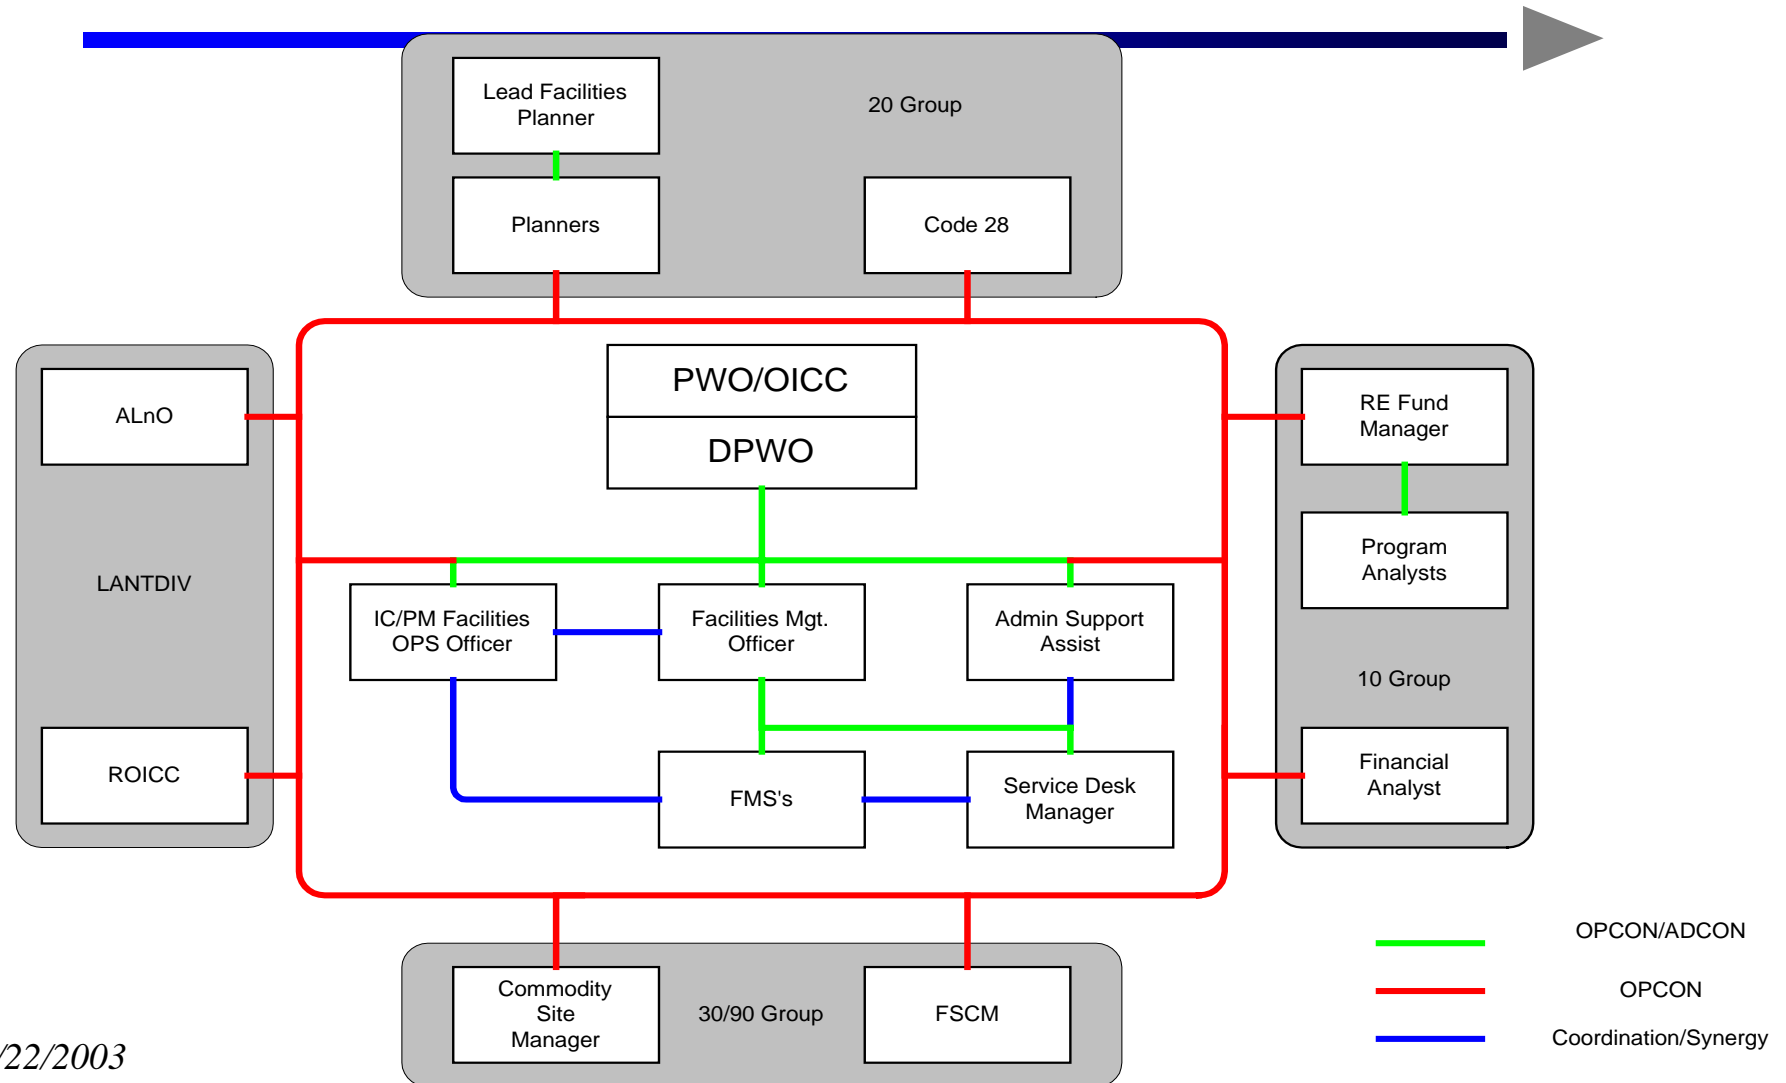 Lead Facilities
Planner
20 Group
Planners
Code 28
PWO/OICC
DPWO
ALnO
LANTDIV
ROICC
RE Fund
Manager
Program
Analysts
10 Group
Financial
Analyst
IC/PM Facilities
OPS Officer
Facilities Mgt.
Officer
Admin Support
Assist
FMS's
Service Desk
Manager
Commodity
Site
Manager
30/90 Group
FSCM
OPCON/ADCON
OPCON
Coordination/Synergy
/22/2003